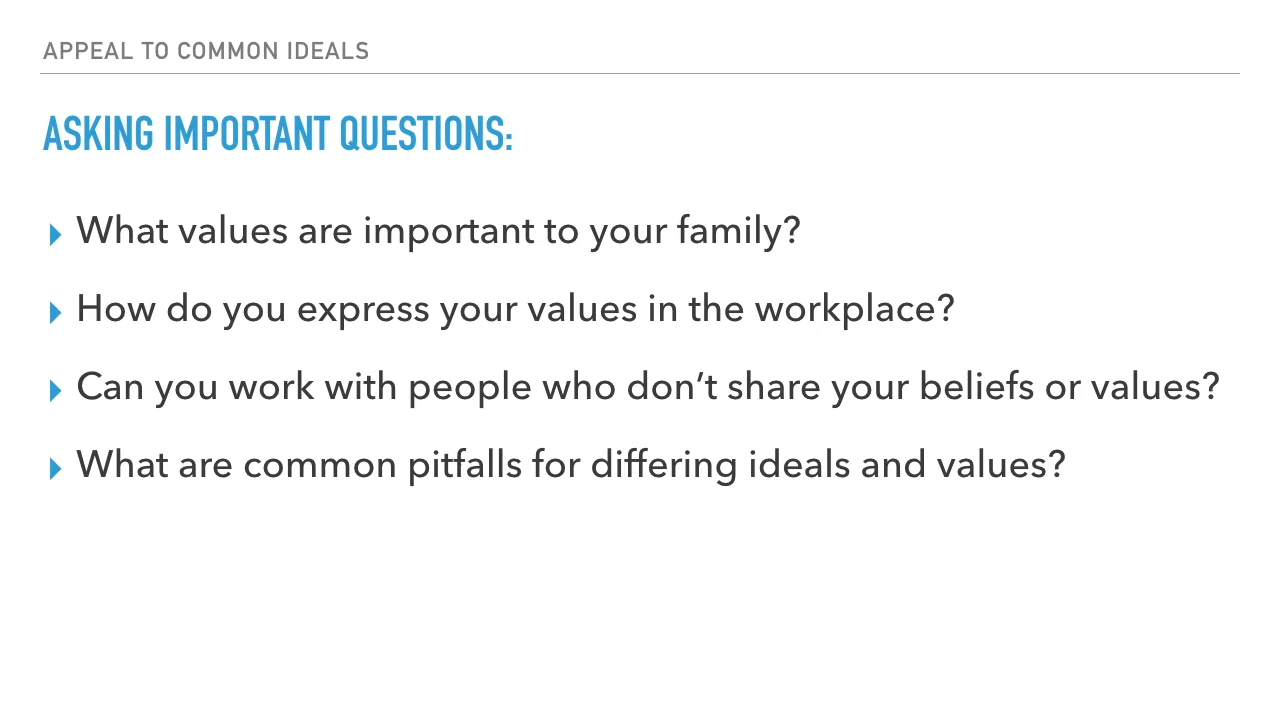 APPEAL TO COMMON IDEALS
ASKING IMPORTANT QUESTIONS:
What values are important to your family?
How do you express your values in the workplace?
Can you work with people who don’t share your beliefs or values?
What are common pitfalls for differing ideals and values?